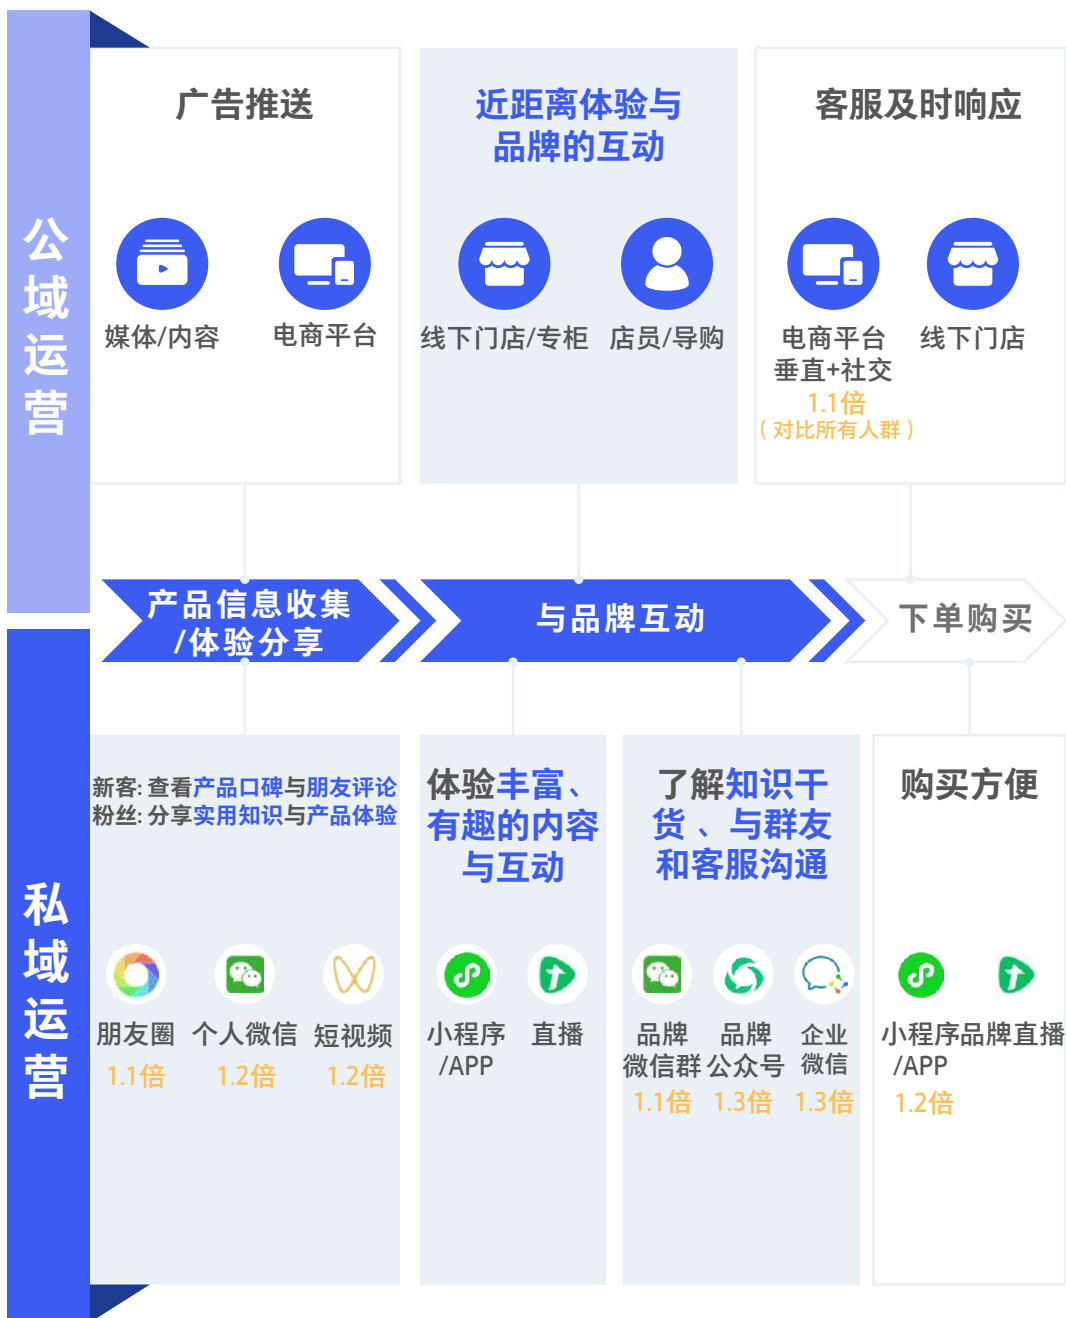 公域运营
广告推送
媒体/内容
电商平台
近距离体验与
品牌的互动
线下门店/专柜
店员/导购
客服及时响应
电商平台
垂直+社交
1.1倍
（对比所有人群）
线下门店
产品信息收集
/体验分享
与品牌互动
下单购买
私域运营
新客: 查看产品口碑与朋友评论
粉丝: 分享实用知识与产品体验
朋友圈
1.1倍
个人微信
1.2倍
短视频
1.2倍
体验丰富、
有趣的内容
与互动
小程序
/APP
直播
了解知识干
货 、与群友
和客服沟通
品牌
微信群
1.1倍
品牌
公众号
1.3倍
企业
微信
1.3倍
购买方便
小程序
/APP
1.2倍
品牌直播